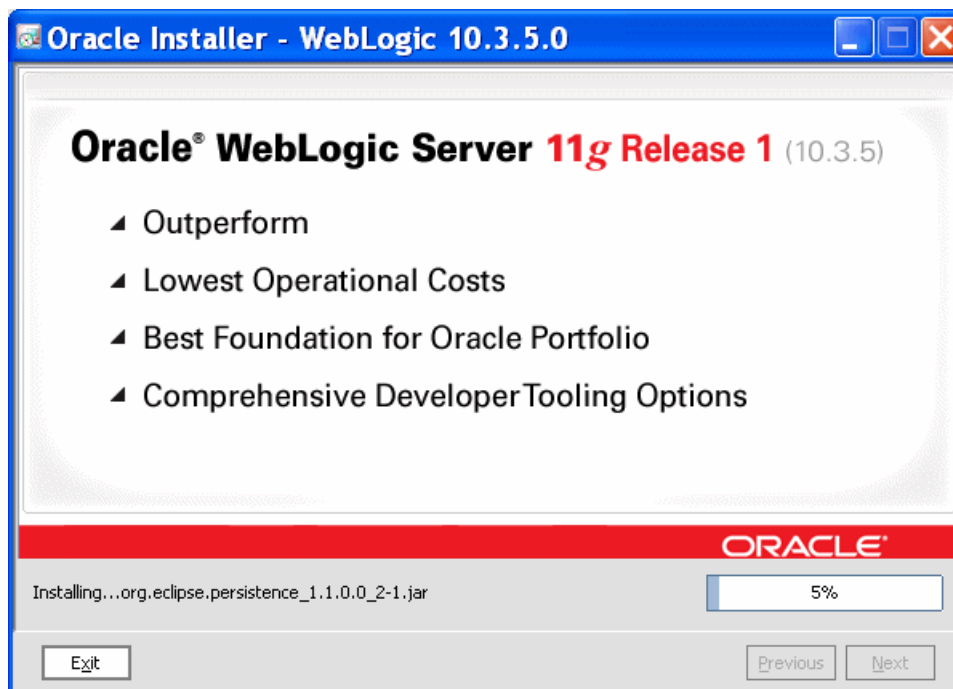 Oracle Installer - WebLogic 10.3.5.0
Oracle® WebLogic Server 11g Release 1 (10.3.5)
Outperform
Lowest Operational Costs
Best Foundation for Oracle Portfolio
Comprehensive Developer Tooling Options
ORACLE®
Installing...org.eclipse.persistence_1.1.0.0_2-1.jar
5%
Exit
Previous
Next